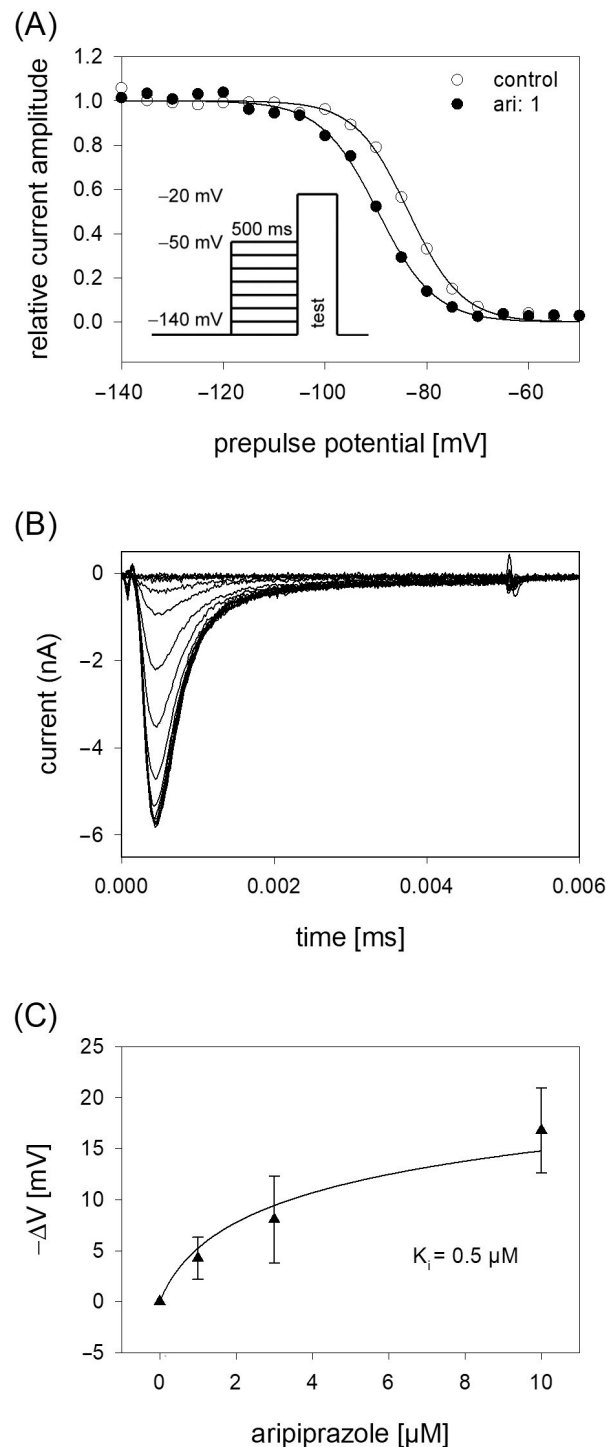 (A)
relative current amplitude
1.2
1.0
0.8
0.6
0.4
0.2
0.0
control
ari: 1
−20 mV
500 ms
−50 mV
−140 mV
test
−140
−120
−100
−80
−60
prepulse potential [mV]
(B)
current (nA)
0
−2
−4
−6
0.000
0.002
0.004
0.006
time [ms]
(C)
−ΔV [mV]
25
20
15
10
5
0
−5
Ki = 0.5 µM
0
2
4
6
8
10
aripiprazole [µM]